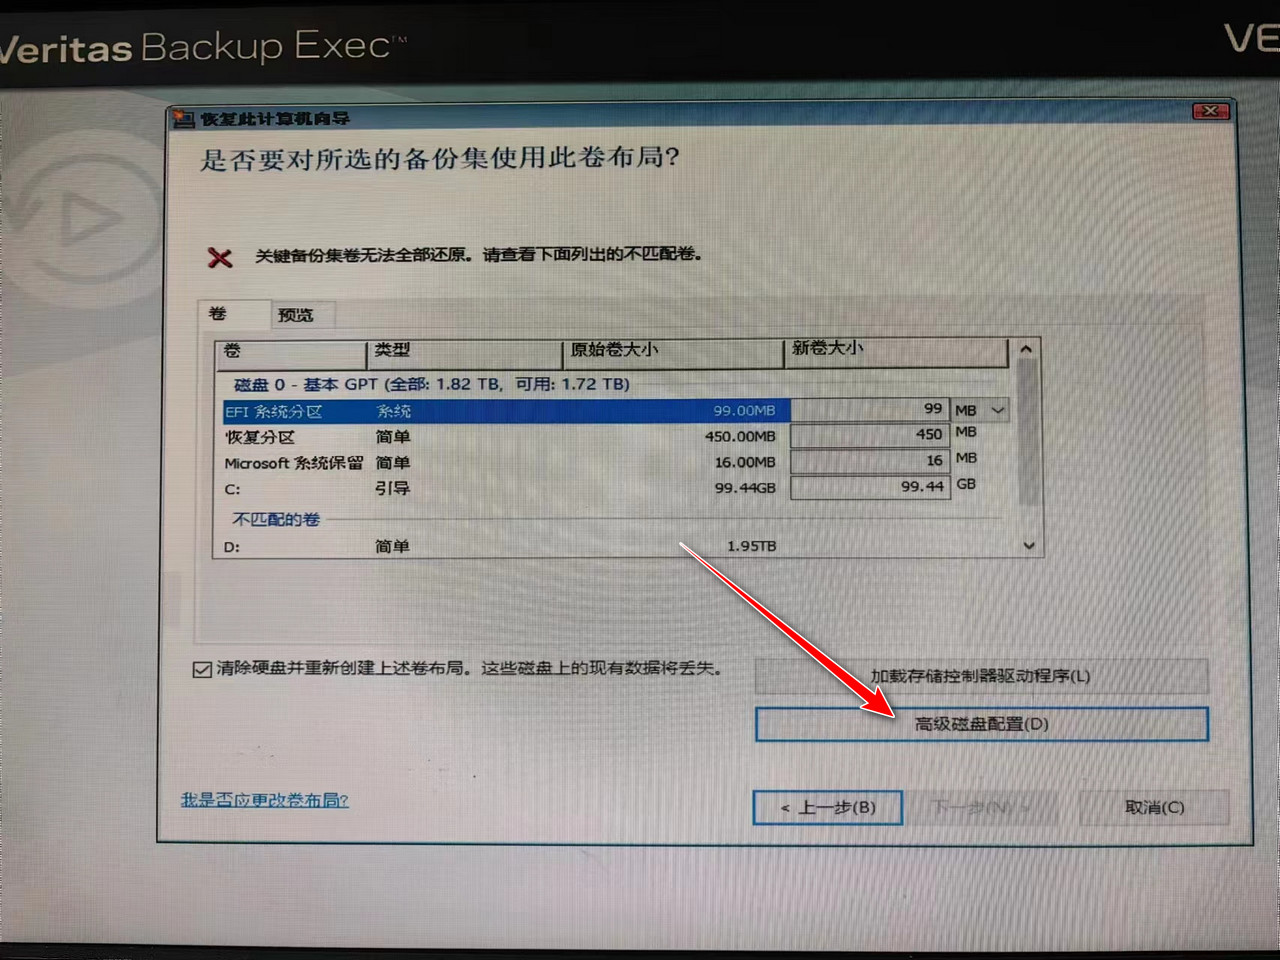 Veritas Backup Exec™
VE
恢复此计算机向导
是否要对所选的备份集使用此卷布局?
关键备份集卷无法全部还原。请查看下面列出的不匹配卷。
卷 预览
卷 类型 原始卷大小 新卷大小
磁盘 0 - 基本 GPT (全部: 1.82 TB, 可用: 1.72 TB)
EFI 系统分区 系统 99.00MB 99 MB
恢复分区 简单 450.00MB 450 MB
Microsoft 系统保留 简单 16.00MB 16 MB
C: 引导 99.44GB 99.44 GB
不匹配的卷
D: 简单 1.95TB
清除硬盘并重新创建上述卷布局。这些磁盘上的现有数据将丢失。
加载存储控制器驱动程序(L)
高级磁盘配置(D)
我是否应更改卷布局?
< 上一步(B) 下一步(N) > 取消(C)